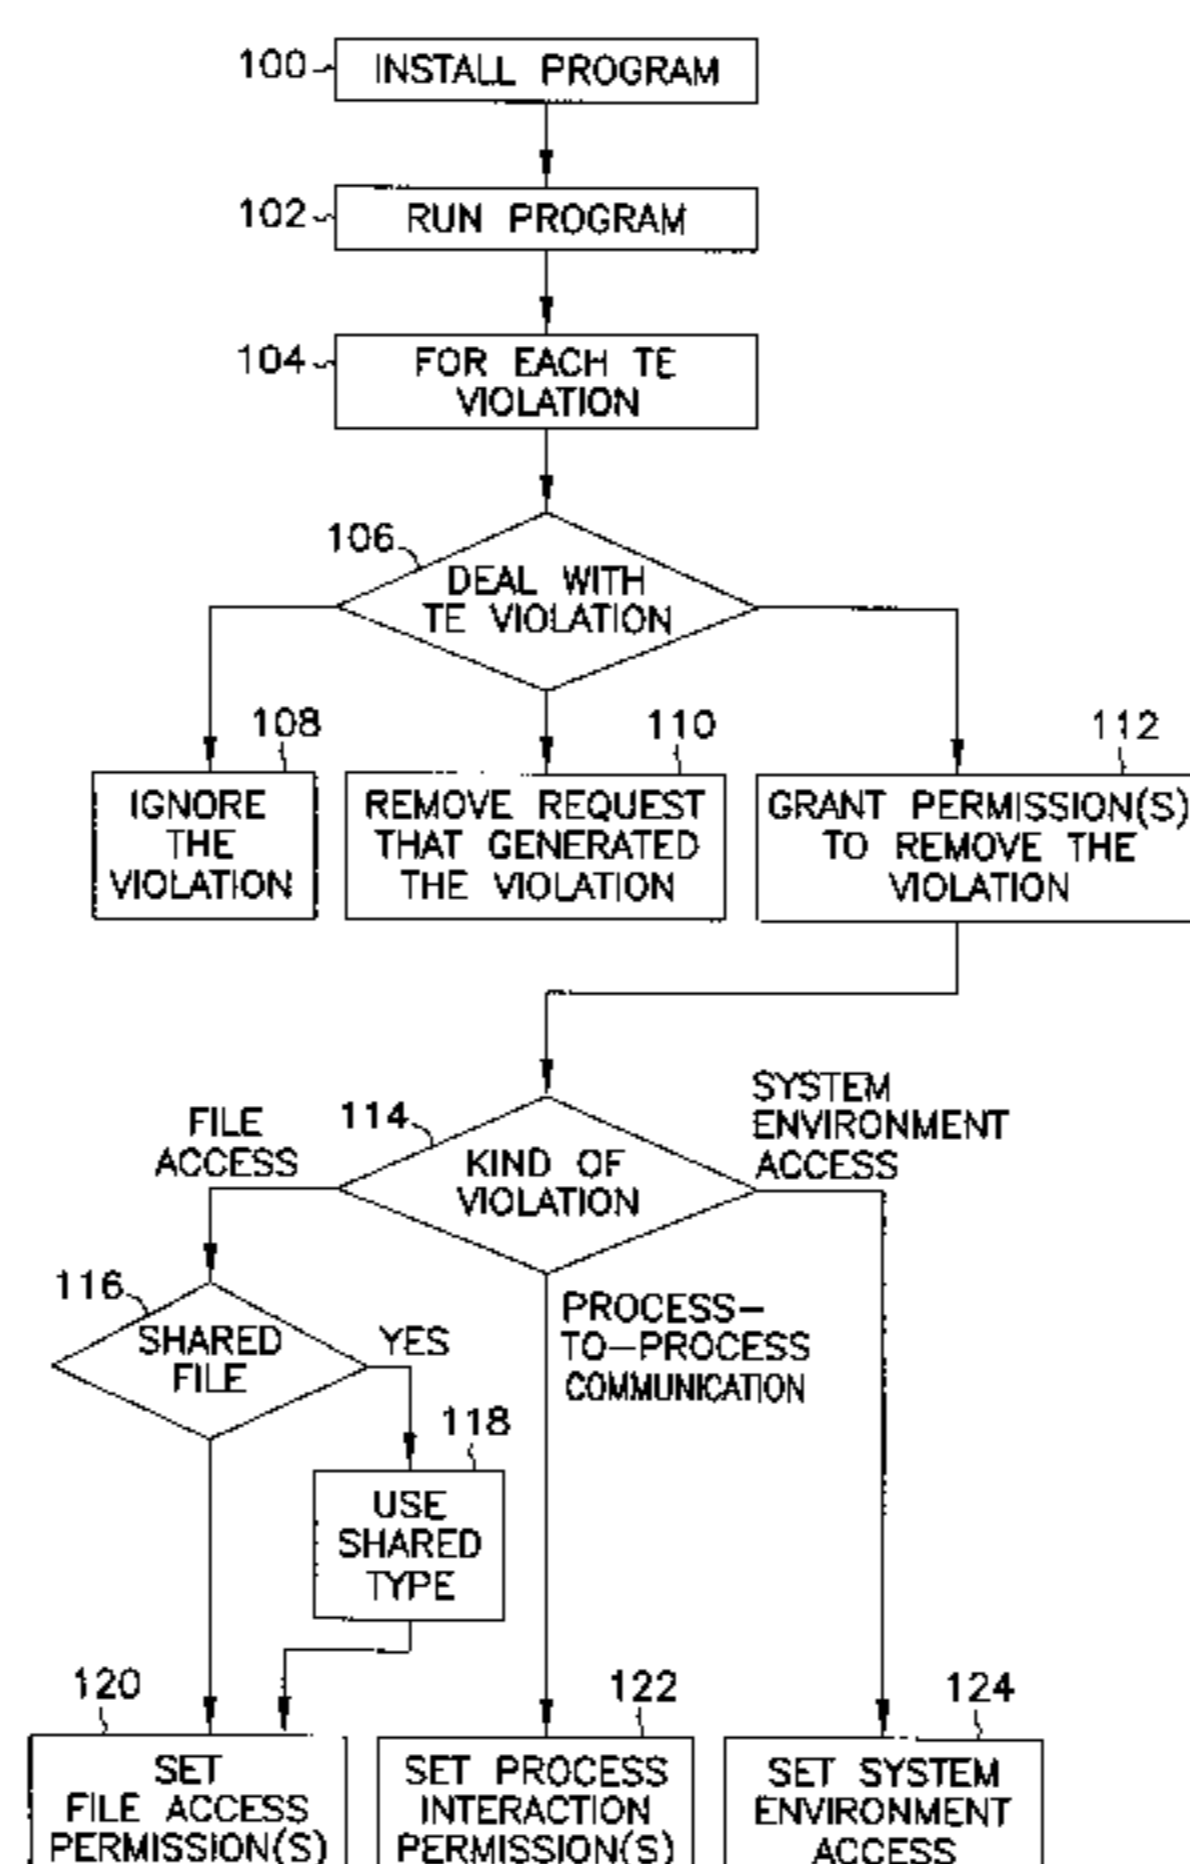 100
INSTALL PROGRAM
102
RUN PROGRAM
104
FOR EACH TE
VIOLATION
106
DEAL WITH
TE VIOLATION
108
IGNORE
THE
VIOLATION
110
REMOVE REQUEST
THAT GENERATED
THE VIOLATION
112
GRANT PERMISSION(S)
TO REMOVE THE
VIOLATION
114
KIND OF
VIOLATION
FILE
ACCESS
SYSTEM
ENVIRONMENT
ACCESS
116
SHARED
FILE
YES
PROCESS-
TO-PROCESS
COMMUNICATION
118
USE
SHARED
TYPE
120
SET
FILE ACCESS
PERMISSION(S)
122
SET PROCESS
INTERACTION
PERMISSION(S)
124
SET SYSTEM
ENVIRONMENT
ACCESS